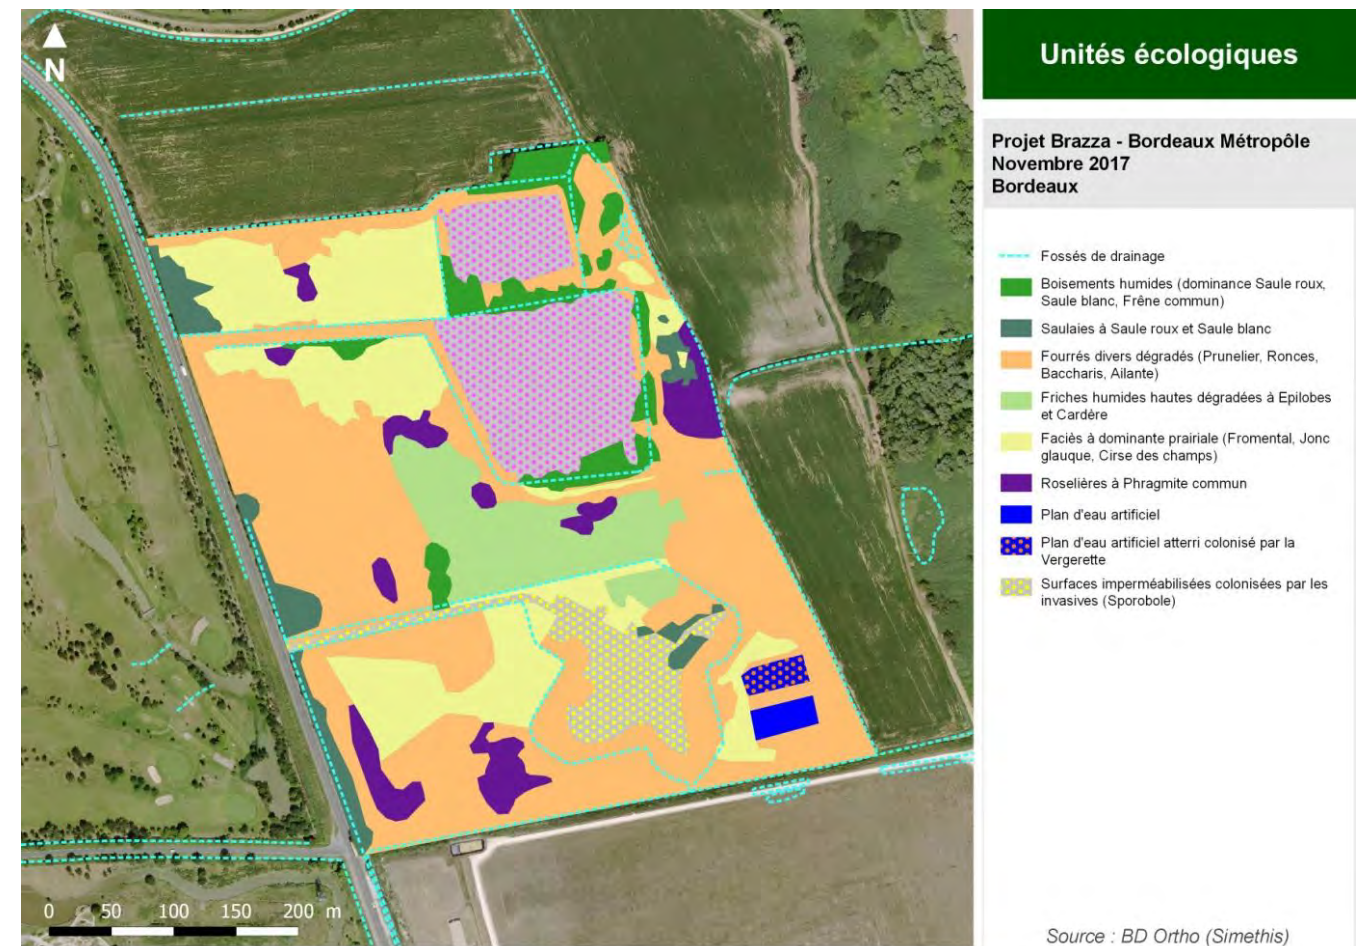 N
0 50 100 150 200 m
Unités écologiques
Projet Brazza - Bordeaux Métropôle
Novembre 2017
Bordeaux
Fossés de drainage
Boisements humides (dominance Saule roux,
Saule blanc, Frêne commun)
Saulaies à Saule roux et Saule blanc
Fourrés divers dégradés (Prunelier, Ronces,
Baccharis, Ailante)
Friches humides hautes dégradées à Epilobes
et Cardère
Faciès à dominante prairiale (Fromental, Jonc
glauque, Cirse des champs)
Roselières à Phragmite commun
Plan d'eau artificiel
Plan d'eau artificiel atterri colonisé par la
Vergerette
Surfaces imperméabilisées colonisées par les
invasives (Sporobole)
Source : BD Ortho (Simethis)